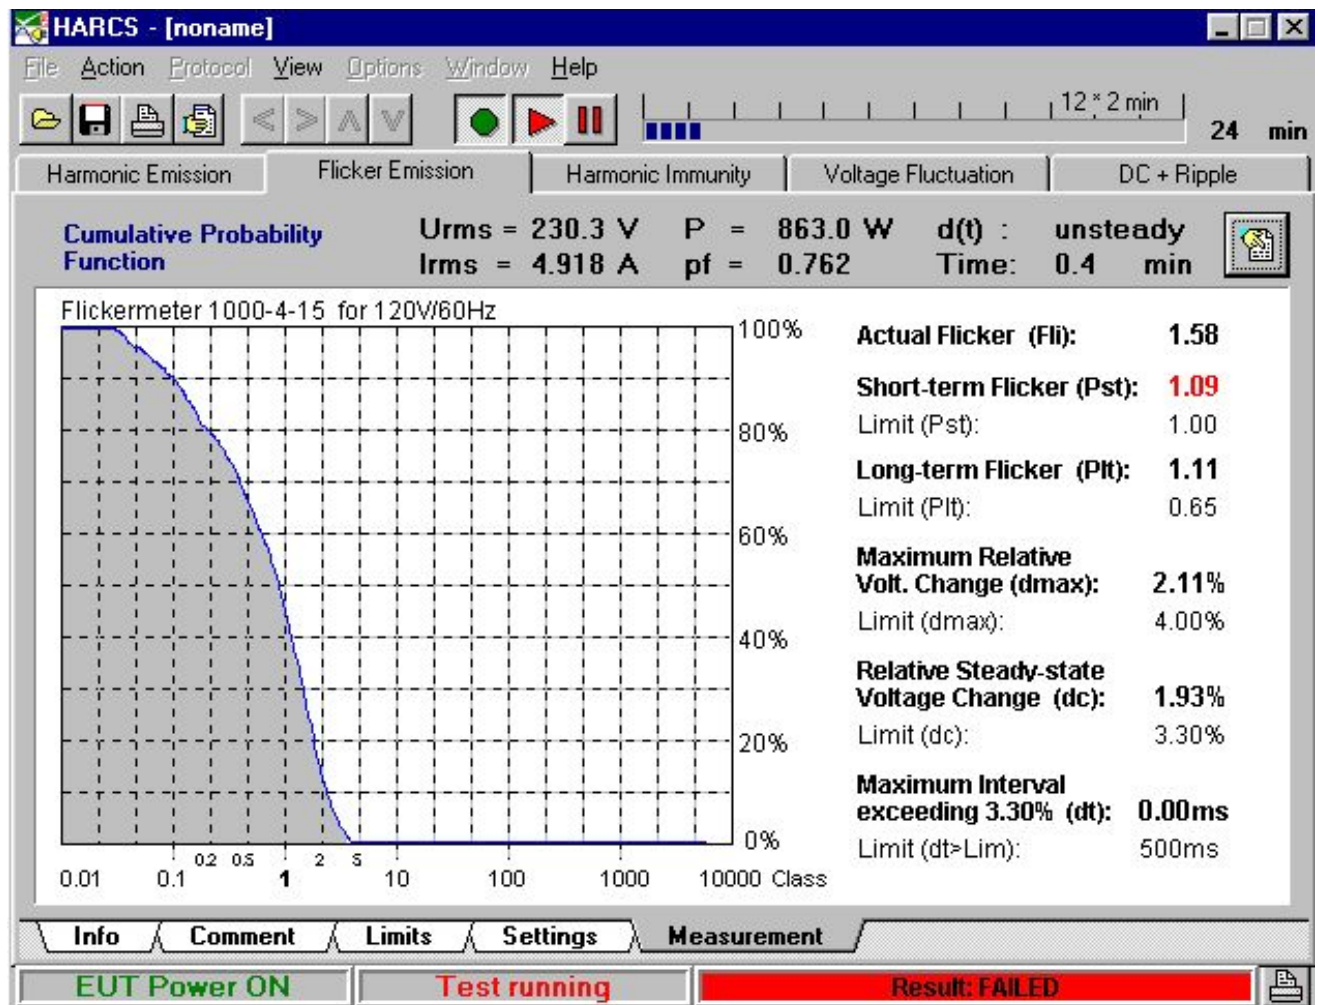 HARCS - [noname]
File Action Protocol View Options Window Help
12 * 2 min
24 min
Harmonic Emission Flicker Emission Harmonic Immunity Voltage Fluctuation DC + Ripple
Cumulative Probability Function
Urms = 230.3 V P = 863.0 W d(t) : unsteady
Irms = 4.918 A pf = 0.762 Time: 0.4 min
Flickermeter 1000-4-15 for 120V/60Hz
100%
80%
60%
40%
20%
0%
0.2 0.5 2 5
0.01 0.1 1 10 100 1000 10000 Class
Actual Flicker (Fli): 1.58
Short-term Flicker (Pst): 1.09
Limit (Pst): 1.00
Long-term Flicker (Plt): 1.11
Limit (Plt): 0.65
Maximum Relative
Volt. Change (dmax): 2.11%
Limit (dmax): 4.00%
Relative Steady-state
Voltage Change (dc): 1.93%
Limit (dc): 3.30%
Maximum Interval
exceeding 3.30% (dt): 0.00ms
Limit (dt>Lim): 500ms
Info Comment Limits Settings Measurement
EUT Power ON Test running Result: FAILED